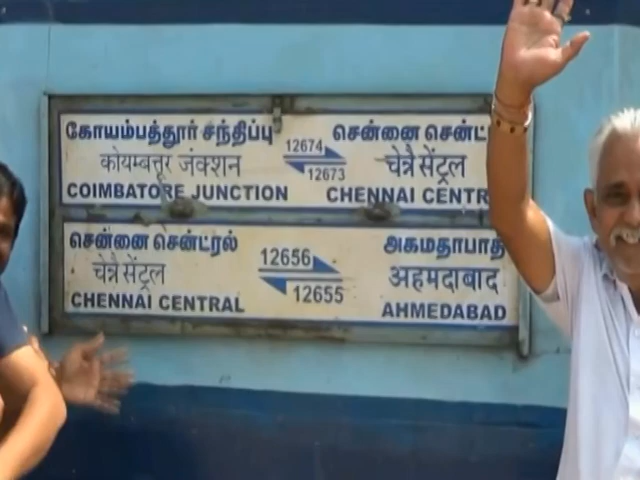 கோயம்பத்தூர் சந்திப்பு 12674 சென்னை சென்ட்
कोयम्बत्तूर जंक्शन 12673 चेन्नै सेंट्रल
COIMBATORE JUNCTION CHENNAI CENTR
சென்னை சென்ட்ரல் 12656 அகமதாபாத்
चेन्नै सेंट्रल 12655 अहमदाबाद
CHENNAI CENTRAL AHMEDABAD